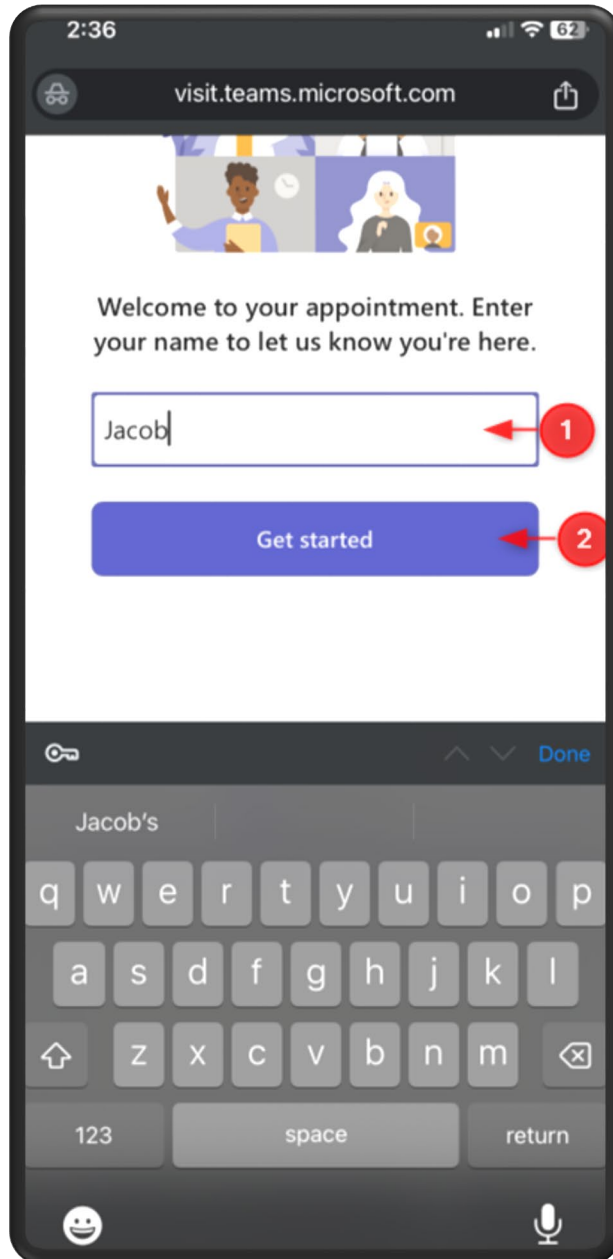 2:36
62
visit.teams.microsoft.com
Welcome to your appointment. Enter
your name to let us know you're here.
Jacob
1
Get started
2
Done
Jacob's
q w e r t y u i o p
a s d f g h j k l
z x c v b n m
123 space return